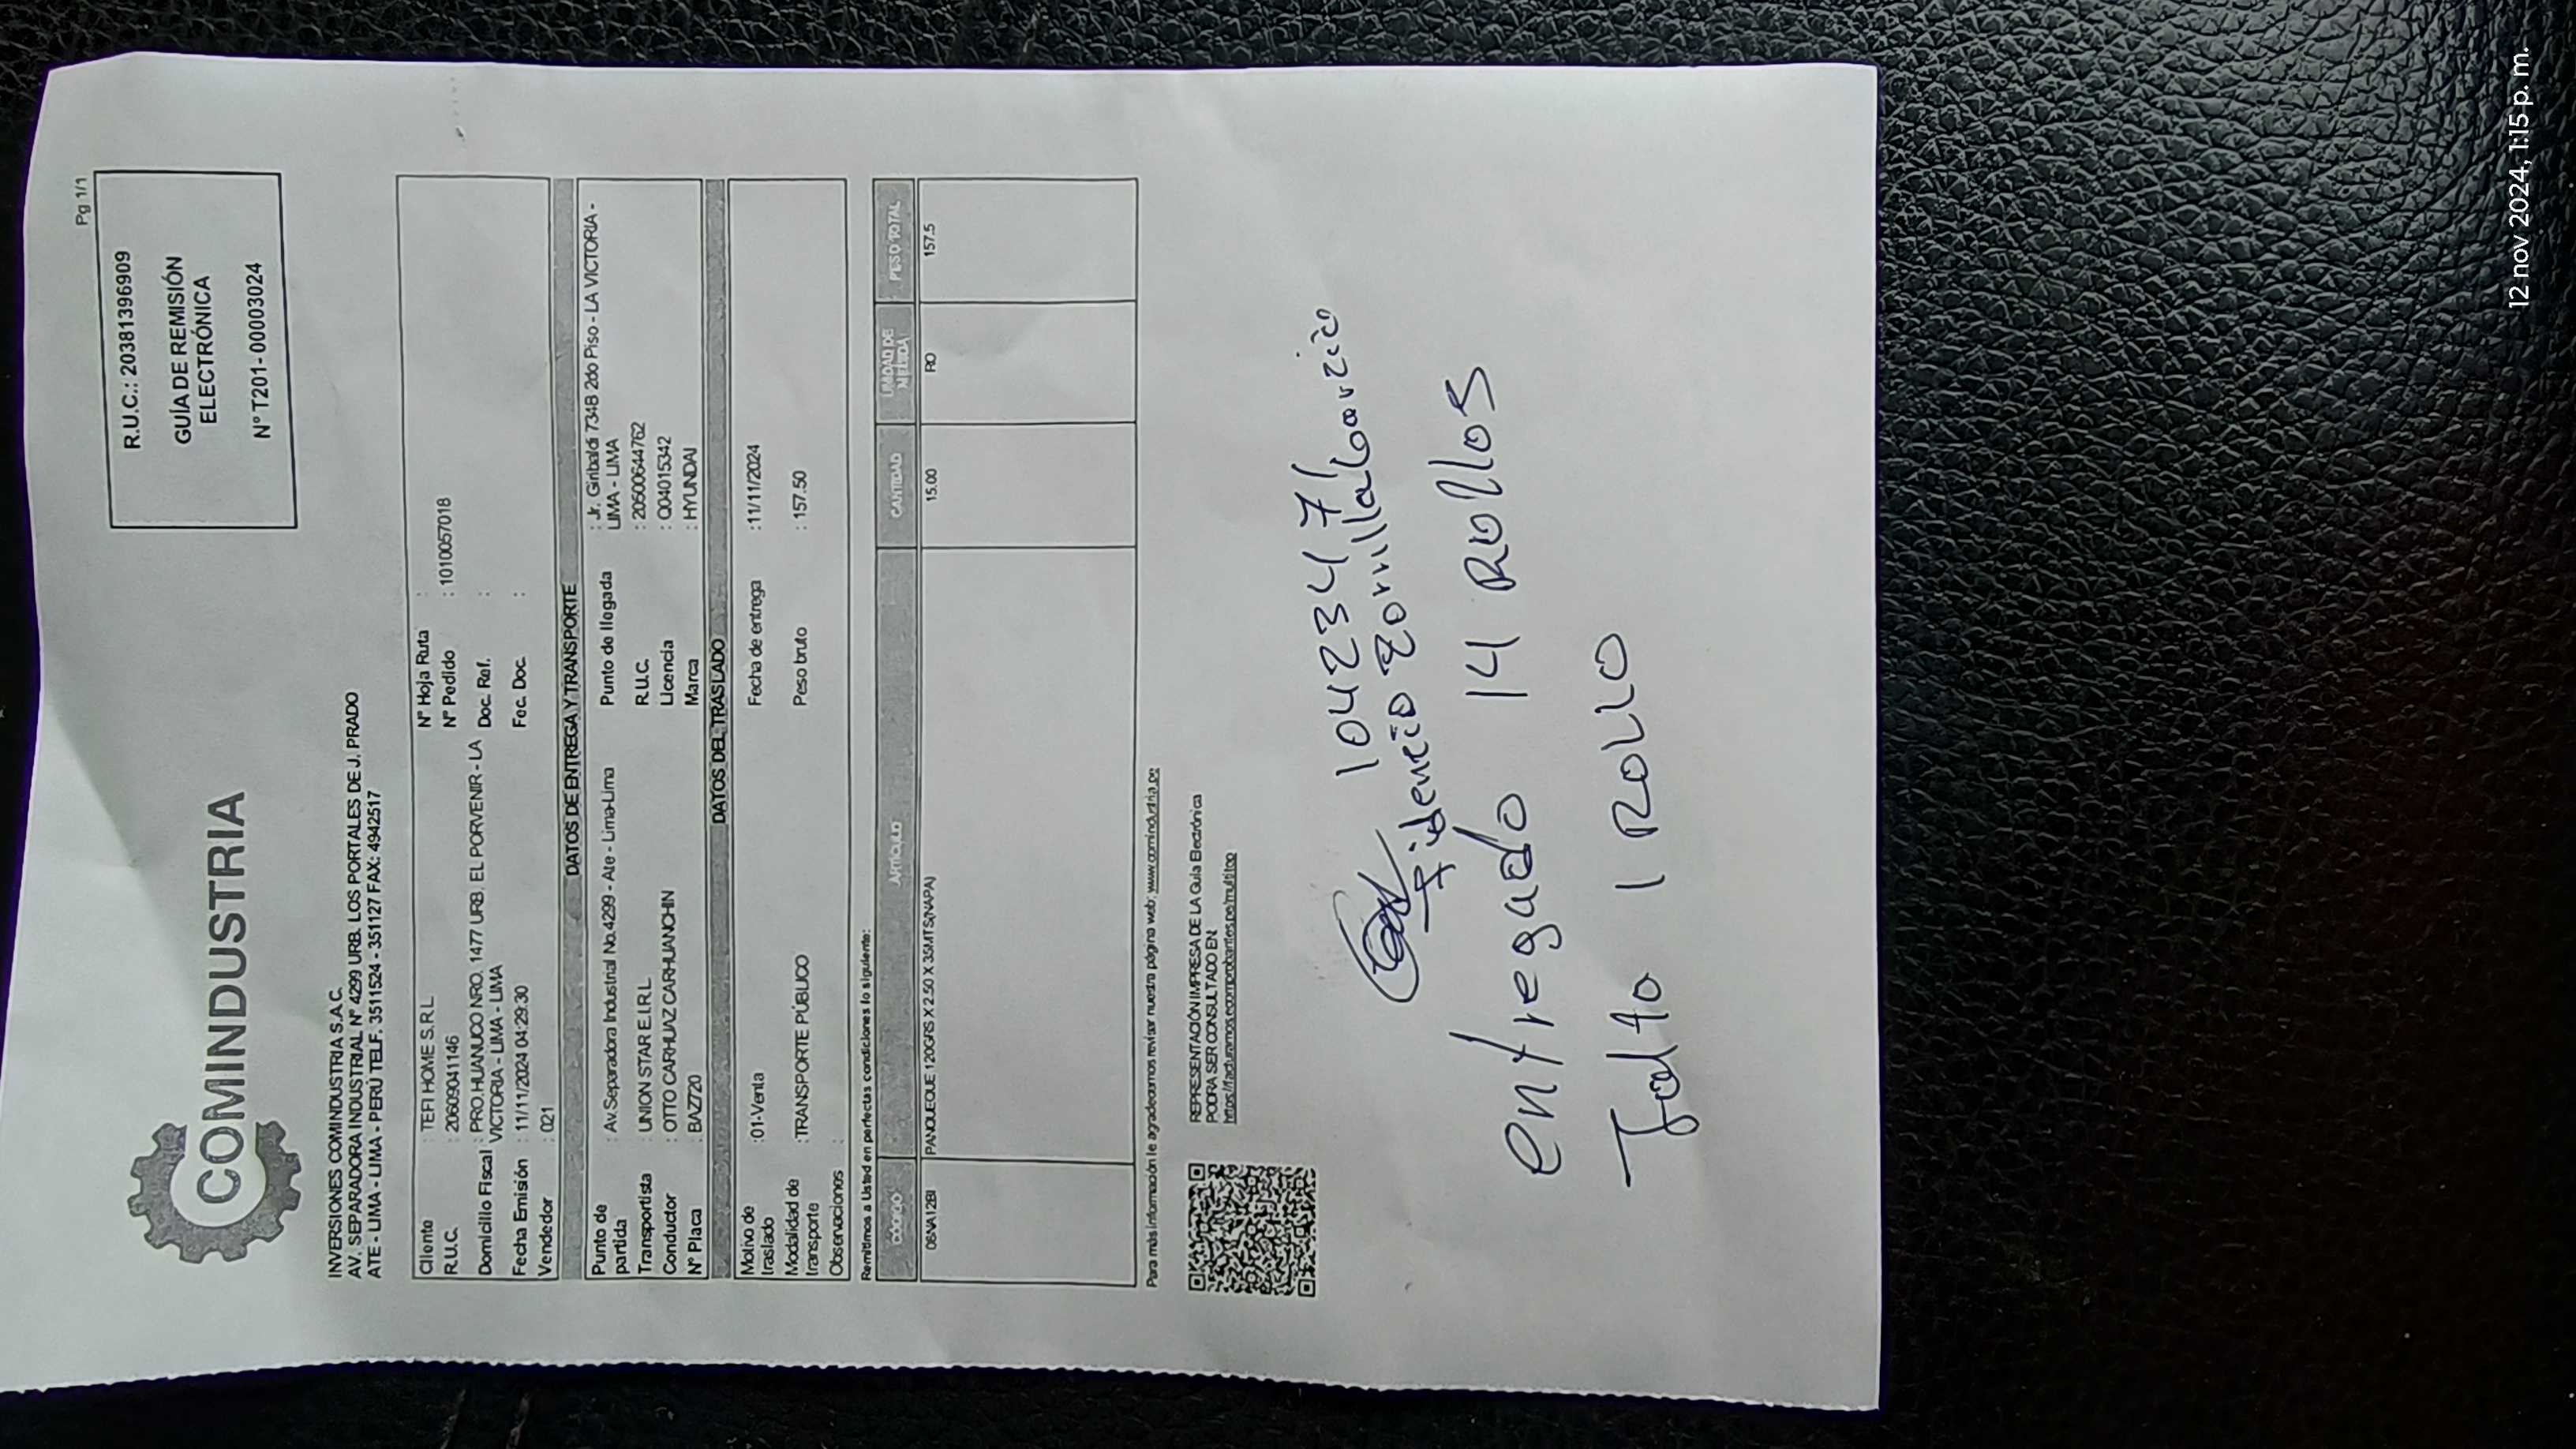 Pg 1/1
COMINDUSTRIA
R.U.C.: 20381396909
GUÍA DE REMISIÓN
ELECTRÓNICA
N° T201- 00003024
INVERSIONES COMINDUSTRIA S.A.C.
AV. SEPARADORA INDUSTRIAL N° 4299 URB. LOS PORTALES DE J. PRADO
ATE - LIMA - PERÚ TELF. 3511524 - 351127 FAX: 4942517
Cliente : TEFI HOME S.R.L N° Hoja Ruta :
R.U.C. : 20609041146 N° Pedido : 1010057018
Domicilio Fiscal : PRO.HUANUCO NRO. 1477 URB. EL PORVENIR - LA Doc. Ref. :
VICTORIA - LIMA - LIMA
Fecha Emisión : 11/11/2024 04:29:30 Fec. Doc. :
Vendedor : 021
DATOS DE ENTREGA Y TRANSPORTE
Punto de partida : Av.Separadora Industrial No.4299 - Ate - Lima-Lima Punto de llegada : Jr. Giribaldi 734B 2do Piso - LA VICTORIA -
LIMA - LIMA
Transportista : UNION STAR E.I.R.L R.U.C. : 20500644762
Conductor : OTTO CARHUAZ CARHUANCHIN Licencia : Q04015342
N° Placa : BAZ720 Marca : HYUNDAI
DATOS DEL TRASLADO
Motivo de traslado :01-Venta Fecha de entrega :11/11/2024
Modalidad de transporte :TRANSPORTE PÚBLICO Peso bruto : 157.50
Observaciones :
Remitimos a Usted en perfectas condiciones lo siguiente:
CÓDIGO ARTÍCULO CANTIDAD UNIDAD DE MEDIDA PESO TOTAL
06NA12BI PANQUEQUE 120GRS X 2.50 X 35MTS(NAPA) 15.00 RO 157.5
Para más información le agradecemos revisar nuestra página web: www.comindustria.pe
REPRESENTACIÓN IMPRESA DE LA Guía Electrónica
PODRA SER CONSULTADO EN:
10423471
Fidencio Zorrilla
entregado 14 ROLLOS
Falto 1 ROLLO
12 nov 2024, 1:15 p. m.